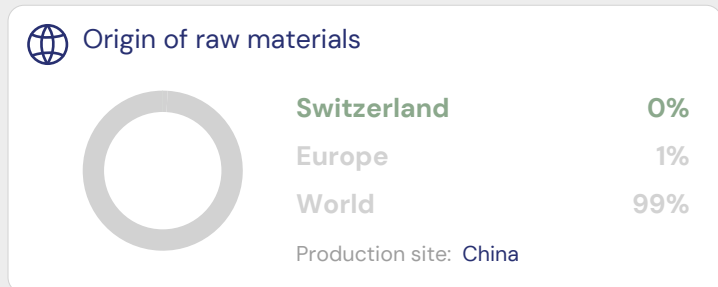 Origin of raw materials
Switzerland 0%
Europe 1%
World 99%
Production site: China